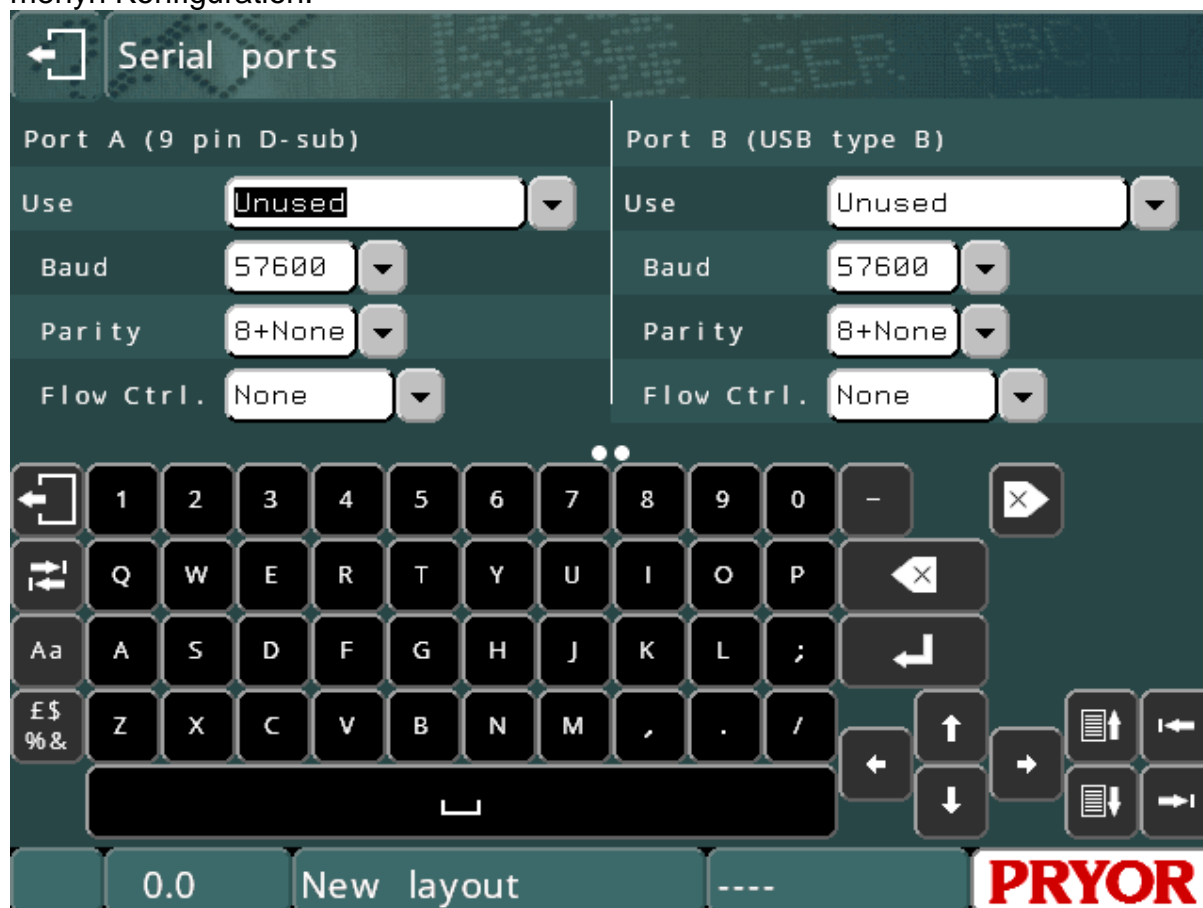 menyn Konfiguration.
Serial ports
Port A (9 pin D-sub)
Port B (USB type B)
Use Unused
Use Unused
Baud 57600
Baud 57600
Parity 8+None
Parity 8+None
Flow Ctrl. None
Flow Ctrl. None
1 2 3 4 5 6 7 8 9 0 -
Q W E R T Y U I O P
Aa A S D F G H J K L ;
£$
%& Z X C V B N M , . /
0.0 New layout ---- PRYOR